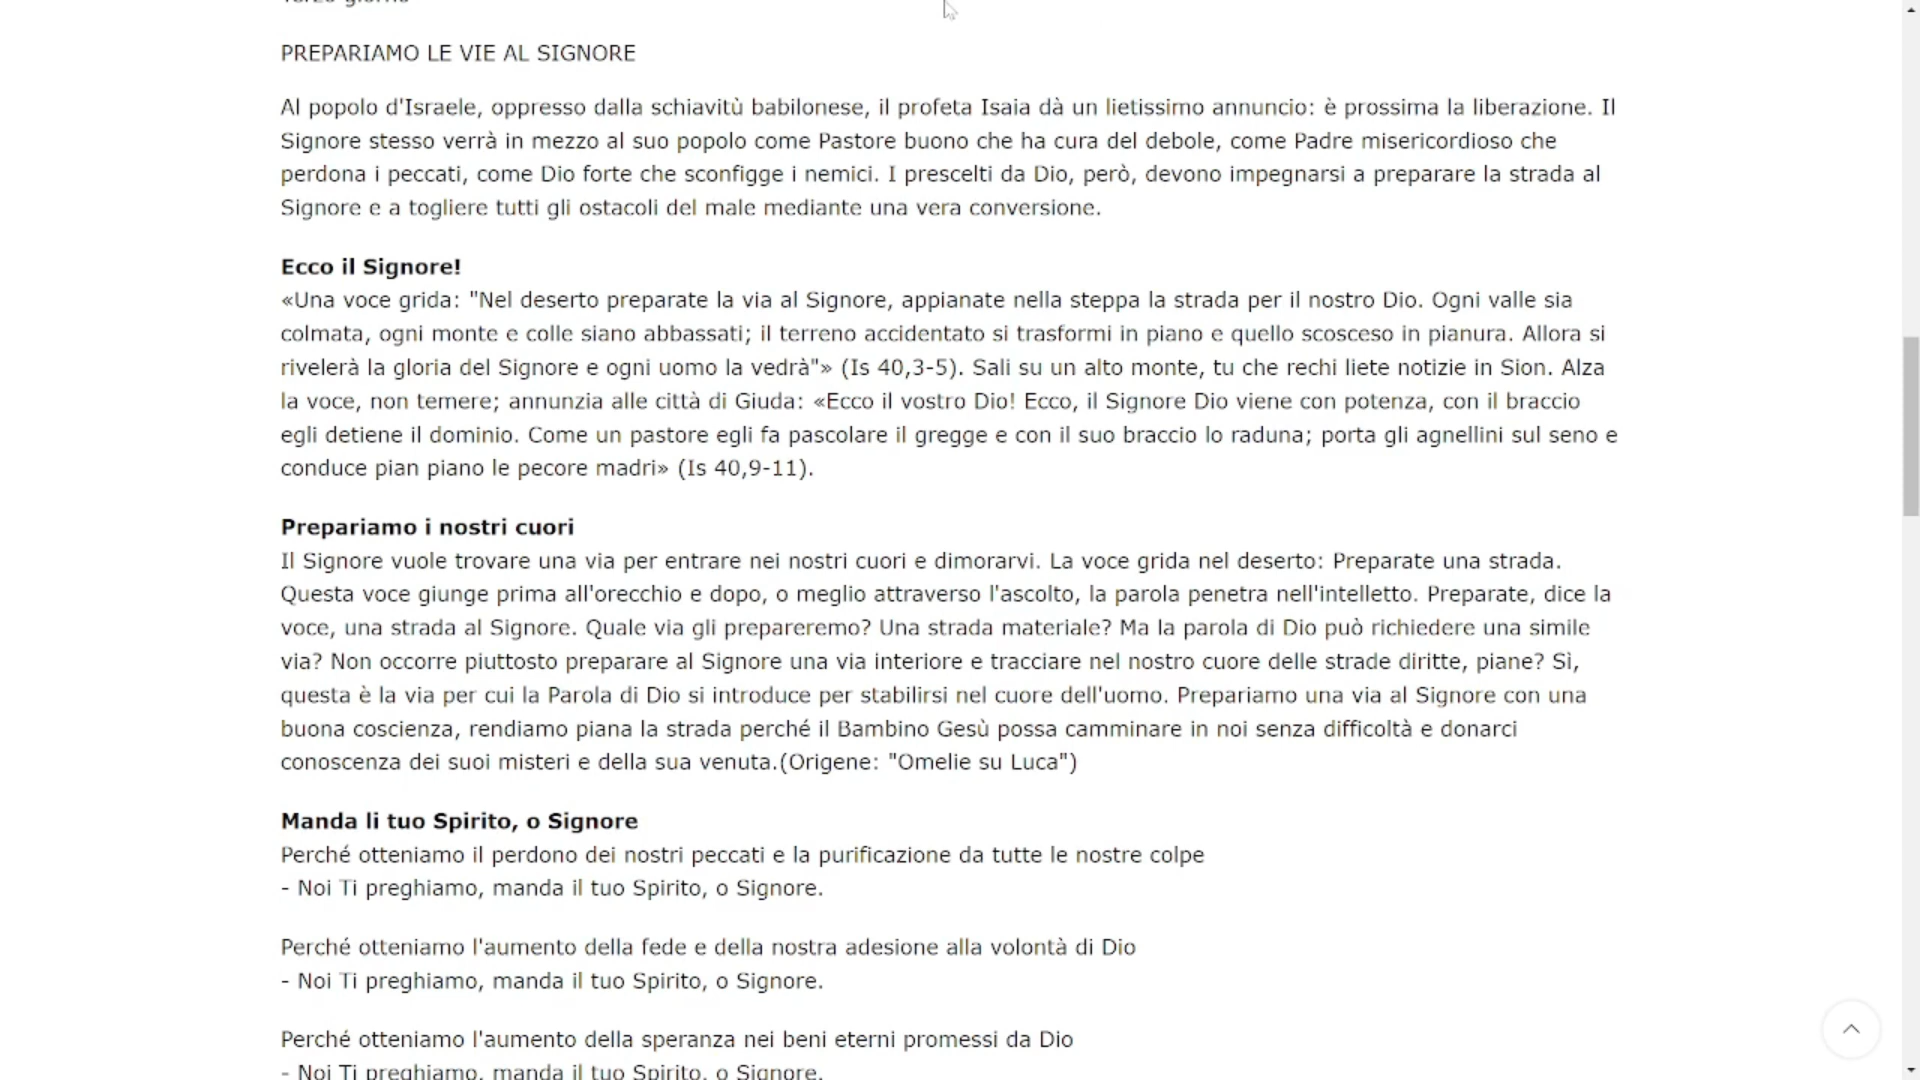 Terzo giorno
PREPARIAMO LE VIE AL SIGNORE
Al popolo d'Israele, oppresso dalla schiavitù babilonese, il profeta Isaia dà un lietissimo annuncio: è prossima la liberazione. Il
Signore stesso verrà in mezzo al suo popolo come Pastore buono che ha cura del debole, come Padre misericordioso che
perdona i peccati, come Dio forte che sconfigge i nemici. I prescelti da Dio, però, devono impegnarsi a preparare la strada al
Signore e a togliere tutti gli ostacoli del male mediante una vera conversione.
Ecco il Signore!
«Una voce grida: "Nel deserto preparate la via al Signore, appianate nella steppa la strada per il nostro Dio. Ogni valle sia
colmata, ogni monte e colle siano abbassati; il terreno accidentato si trasformi in piano e quello scosceso in pianura. Allora si
rivelerà la gloria del Signore e ogni uomo la vedrà"» (Is 40,3-5). Sali su un alto monte, tu che rechi liete notizie in Sion. Alza
la voce, non temere; annunzia alle città di Giuda: «Ecco il vostro Dio! Ecco, il Signore Dio viene con potenza, con il braccio
egli detiene il dominio. Come un pastore egli fa pascolare il gregge e con il suo braccio lo raduna; porta gli agnellini sul seno e
conduce pian piano le pecore madri» (Is 40,9-11).
Prepariamo i nostri cuori
Il Signore vuole trovare una via per entrare nei nostri cuori e dimorarvi. La voce grida nel deserto: Preparate una strada.
Questa voce giunge prima all'orecchio e dopo, o meglio attraverso l'ascolto, la parola penetra nell'intelletto. Preparate, dice la
voce, una strada al Signore. Quale via gli prepareremo? Una strada materiale? Ma la parola di Dio può richiedere una simile
via? Non occorre piuttosto preparare al Signore una via interiore e tracciare nel nostro cuore delle strade diritte, piane? Sì,
questa è la via per cui la Parola di Dio si introduce per stabilirsi nel cuore dell'uomo. Prepariamo una via al Signore con una
buona coscienza, rendiamo piana la strada perché il Bambino Gesù possa camminare in noi senza difficoltà e donarci
conoscenza dei suoi misteri e della sua venuta.(Origene: "Omelie su Luca")
Manda li tuo Spirito, o Signore
Perché otteniamo il perdono dei nostri peccati e la purificazione da tutte le nostre colpe
- Noi Ti preghiamo, manda il tuo Spirito, o Signore.
Perché otteniamo l'aumento della fede e della nostra adesione alla volontà di Dio
- Noi Ti preghiamo, manda il tuo Spirito, o Signore.
Perché otteniamo l'aumento della speranza nei beni eterni promessi da Dio
- Noi Ti preghiamo, manda il tuo Spirito, o Signore.